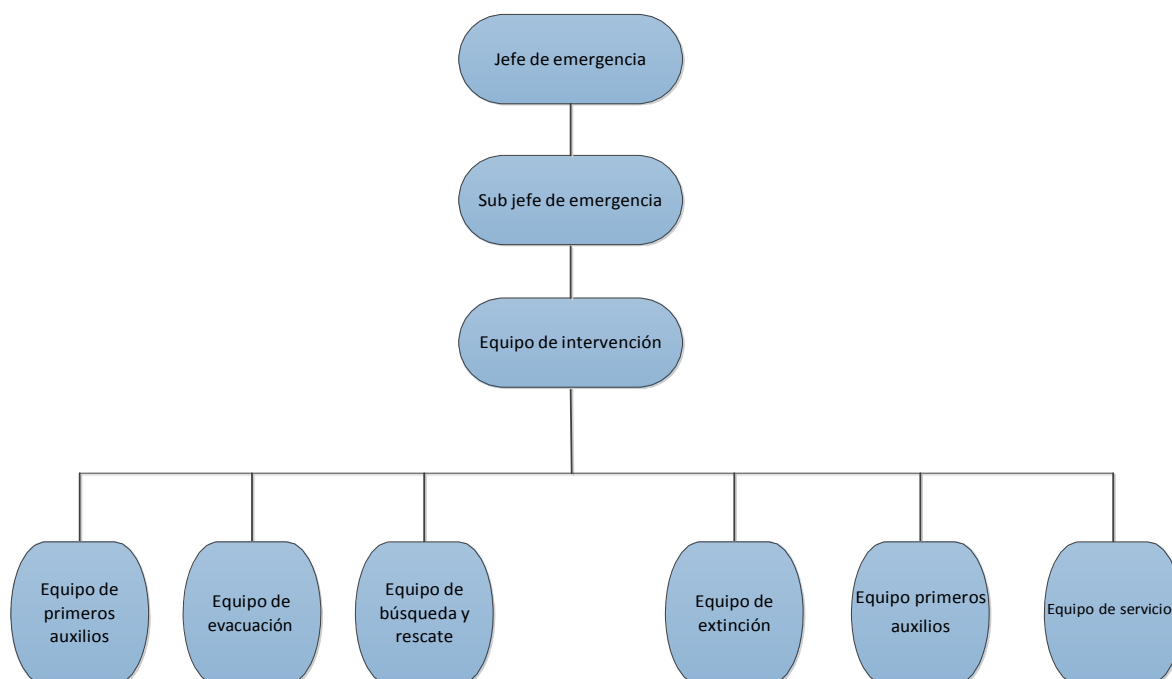 Jefe de emergencia
Sub jefe de emergencia
Equipo de intervención
Equipo de
primeros
auxilios
Equipo de
evacuación
Equipo de
búsqueda y
rescate
Equipo de
extinción
Equipo primeros
auxilios
Equipo de servicio